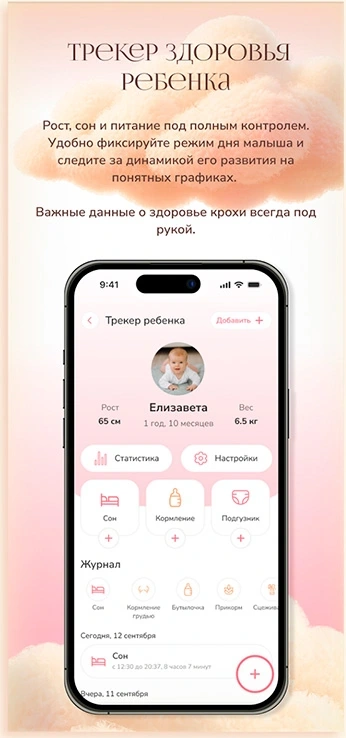 ТРЕКЕР ЗДОРОВЬЯ
РЕБЕНКА
Рост, сон и питание под полным контролем.
Удобно фиксируйте режим дня малыша и
следите за динамикой его развития на
понятных графиках.
Важные данные о здоровье крохи всегда под
рукой.
9:41
Трекер ребенка
Добавить +
Рост
65 см
Елизавета
1 год, 10 месяцев
Вес
6.5 кг
Статистика
Настройки
Сон
Кормление
Подгузник
Журнал
Сон
Кормление
грудью
Бутылочка
Прикорм
Сцежив
Сегодня, 12 сентября
Сон
с 12:30 до 20:37, 8 часов 7 минут
Вчера, 11 сентября